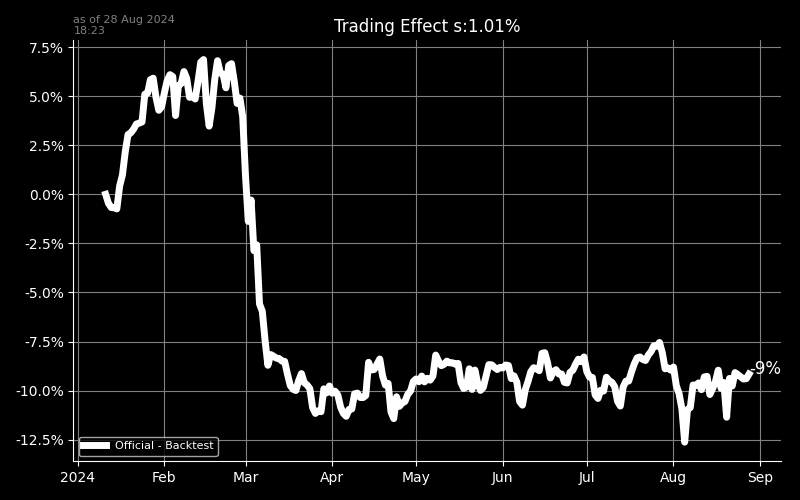 as of 28 Aug 2024
18:23
Trading Effect s:1.01%
7.5%
5.0%
2.5%
0.0%
-2.5%
-5.0%
-7.5%
-10.0%
-12.5%
-9%
Official - Backtest
2024 Feb Mar Apr May Jun Jul Aug Sep